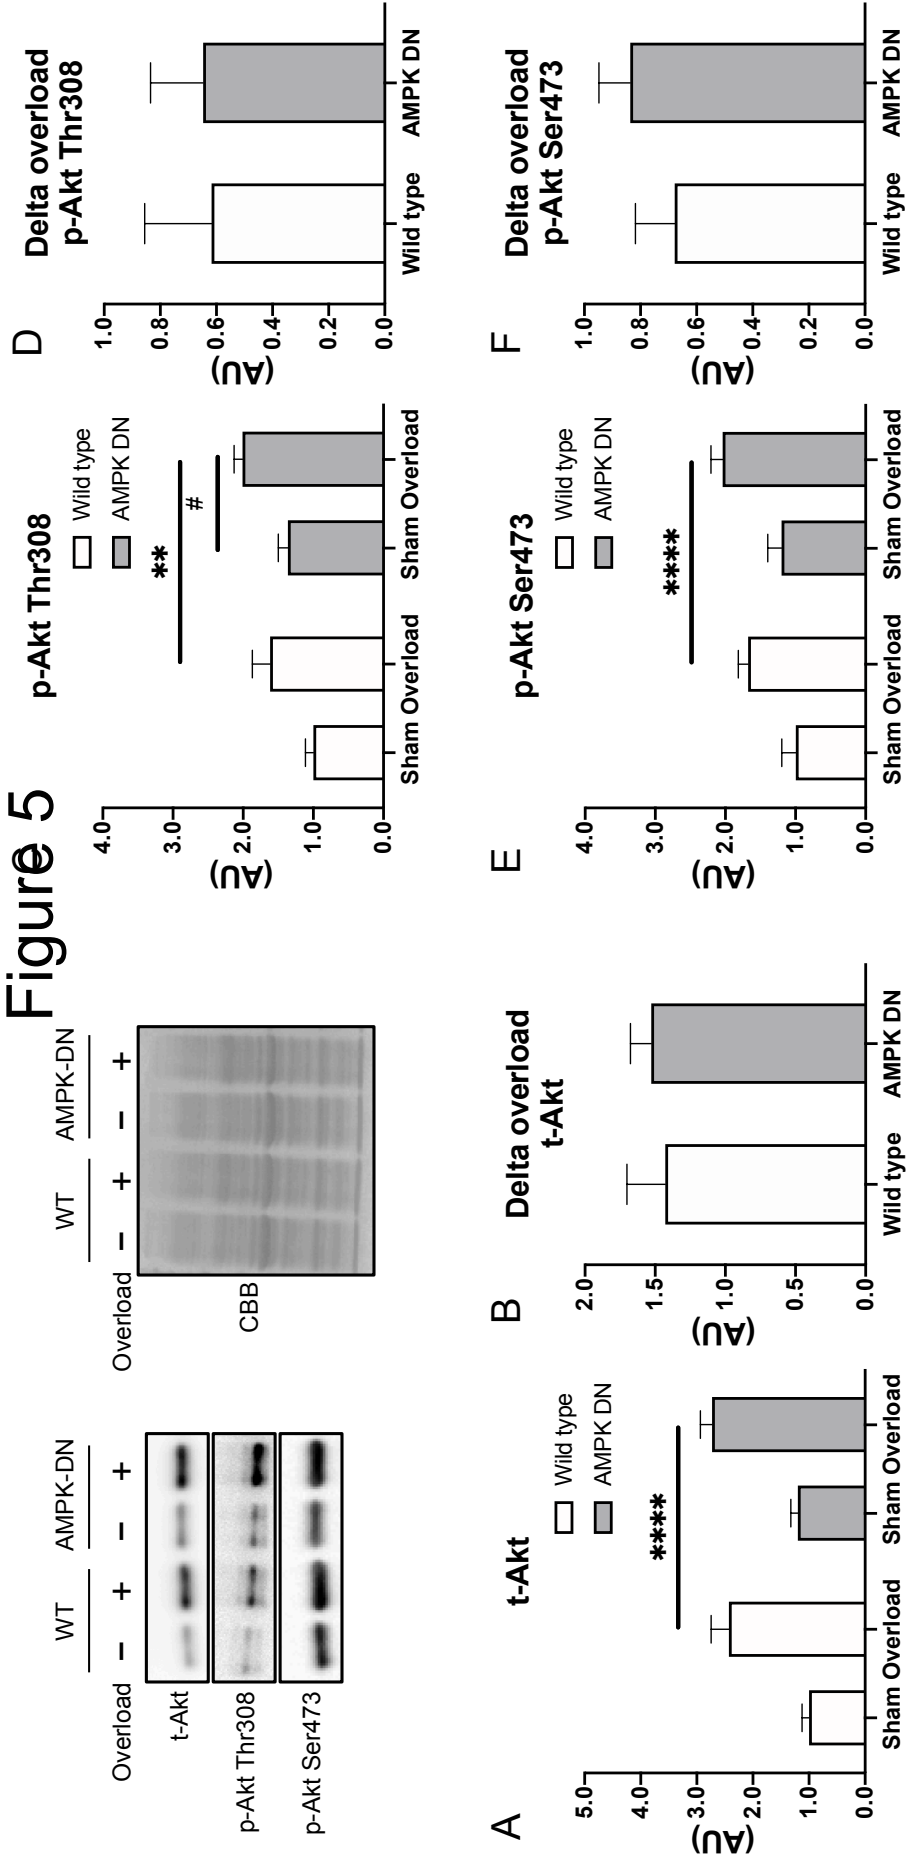 Figure 5
WT AMPK-DN
Overload − + − +
t-Akt
p-Akt Thr308
p-Akt Ser473
WT AMPK-DN
Overload − + − +
CBB
C
p-Akt Thr308
Wild type
AMPK DN
**
#
(AU)
4.0
3.0
2.0
1.0
0.0
Sham Overload Sham Overload
D
Delta overload
p-Akt Thr308
(AU)
1.0
0.8
0.6
0.4
0.2
0.0
Wild type AMPK DN
A
t-Akt
Wild type
AMPK DN
****
(AU)
5.0
4.0
3.0
2.0
1.0
0.0
Sham Overload Sham Overload
B
Delta overload
t-Akt
(AU)
2.0
1.5
1.0
0.5
0.0
Wild type AMPK DN
E
p-Akt Ser473
Wild type
AMPK DN
****
(AU)
4.0
3.0
2.0
1.0
0.0
Sham Overload Sham Overload
F
Delta overload
p-Akt Ser473
(AU)
1.0
0.8
0.6
0.4
0.2
0.0
Wild type AMPK DN